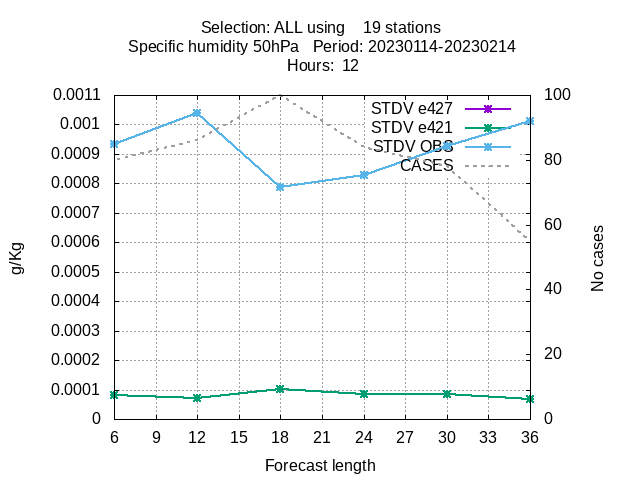 Selection: ALL using    19 stations
Specific humidity 50hPa   Period: 20230114-20230214
Hours:  12
0.0011
0.001
0.0009
0.0008
0.0007
0.0006
0.0005
0.0004
0.0003
0.0002
0.0001
0
g/Kg
STDV e427
STDV e421
STDV OBS
CASES
100
80
60
40
20
0
No cases
6 9 12 15 18 21 24 27 30 33 36
Forecast length